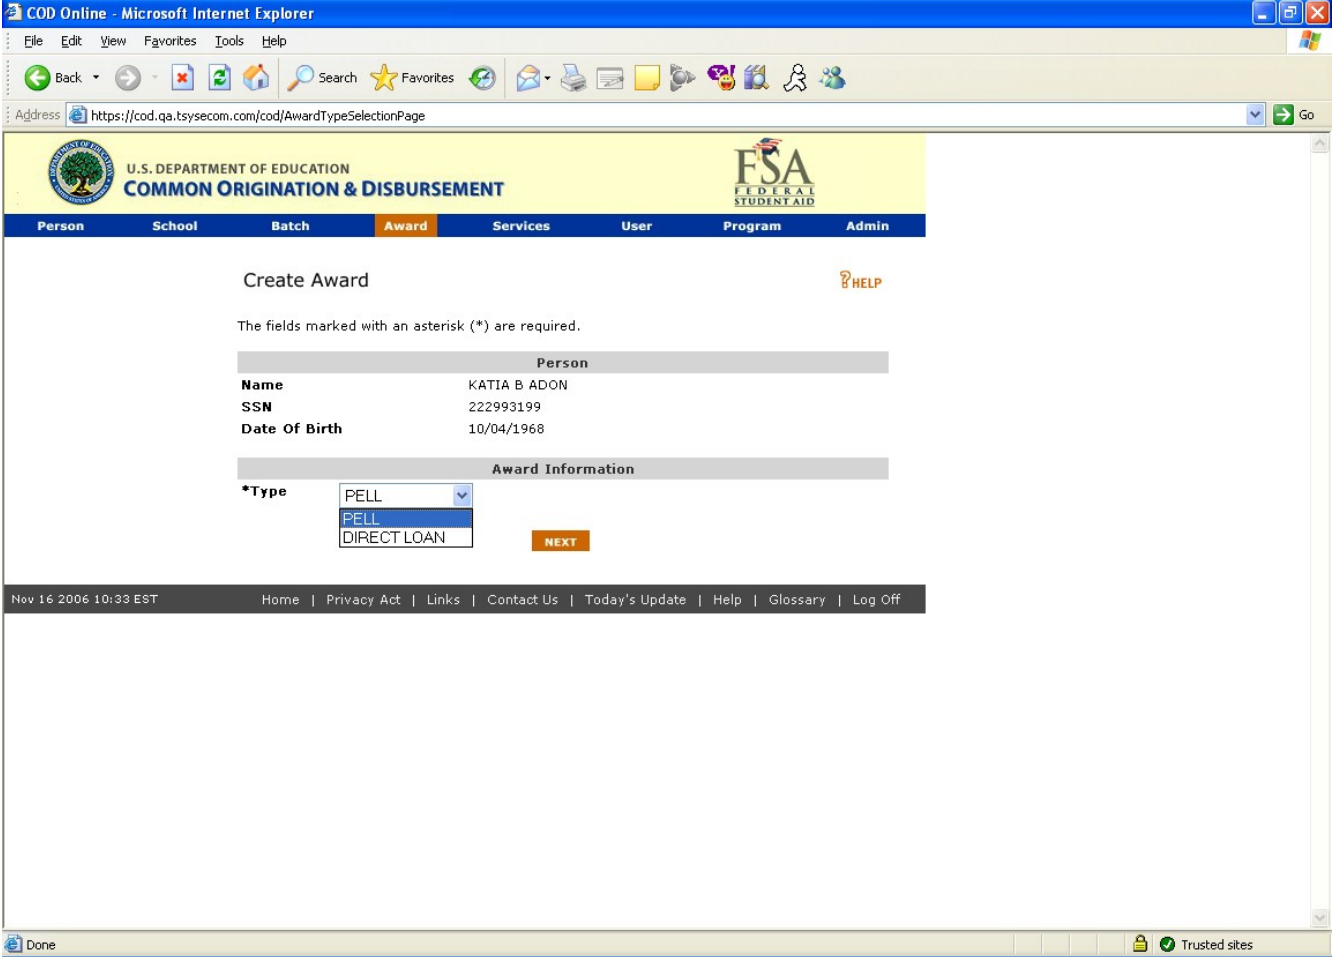 COD Online - Microsoft Internet Explorer
File Edit View Favorites Tools Help
Back Search Favorites
Address https://cod.qa.tsysecom.com/cod/AwardTypeSelectionPage Go
U.S. DEPARTMENT OF EDUCATION
COMMON ORIGINATION & DISBURSEMENT
FSA
FEDERAL
STUDENT AID
Person School Batch Award Services User Program Admin
Create Award
?HELP
The fields marked with an asterisk (*) are required.
Person
Name KATIA B ADON
SSN 222993199
Date Of Birth 10/04/1968
Award Information
*Type PELL
PELL
DIRECT LOAN
NEXT
Nov 16 2006 10:33 EST Home | Privacy Act | Links | Contact Us | Today's Update | Help | Glossary | Log Off
Done Trusted sites